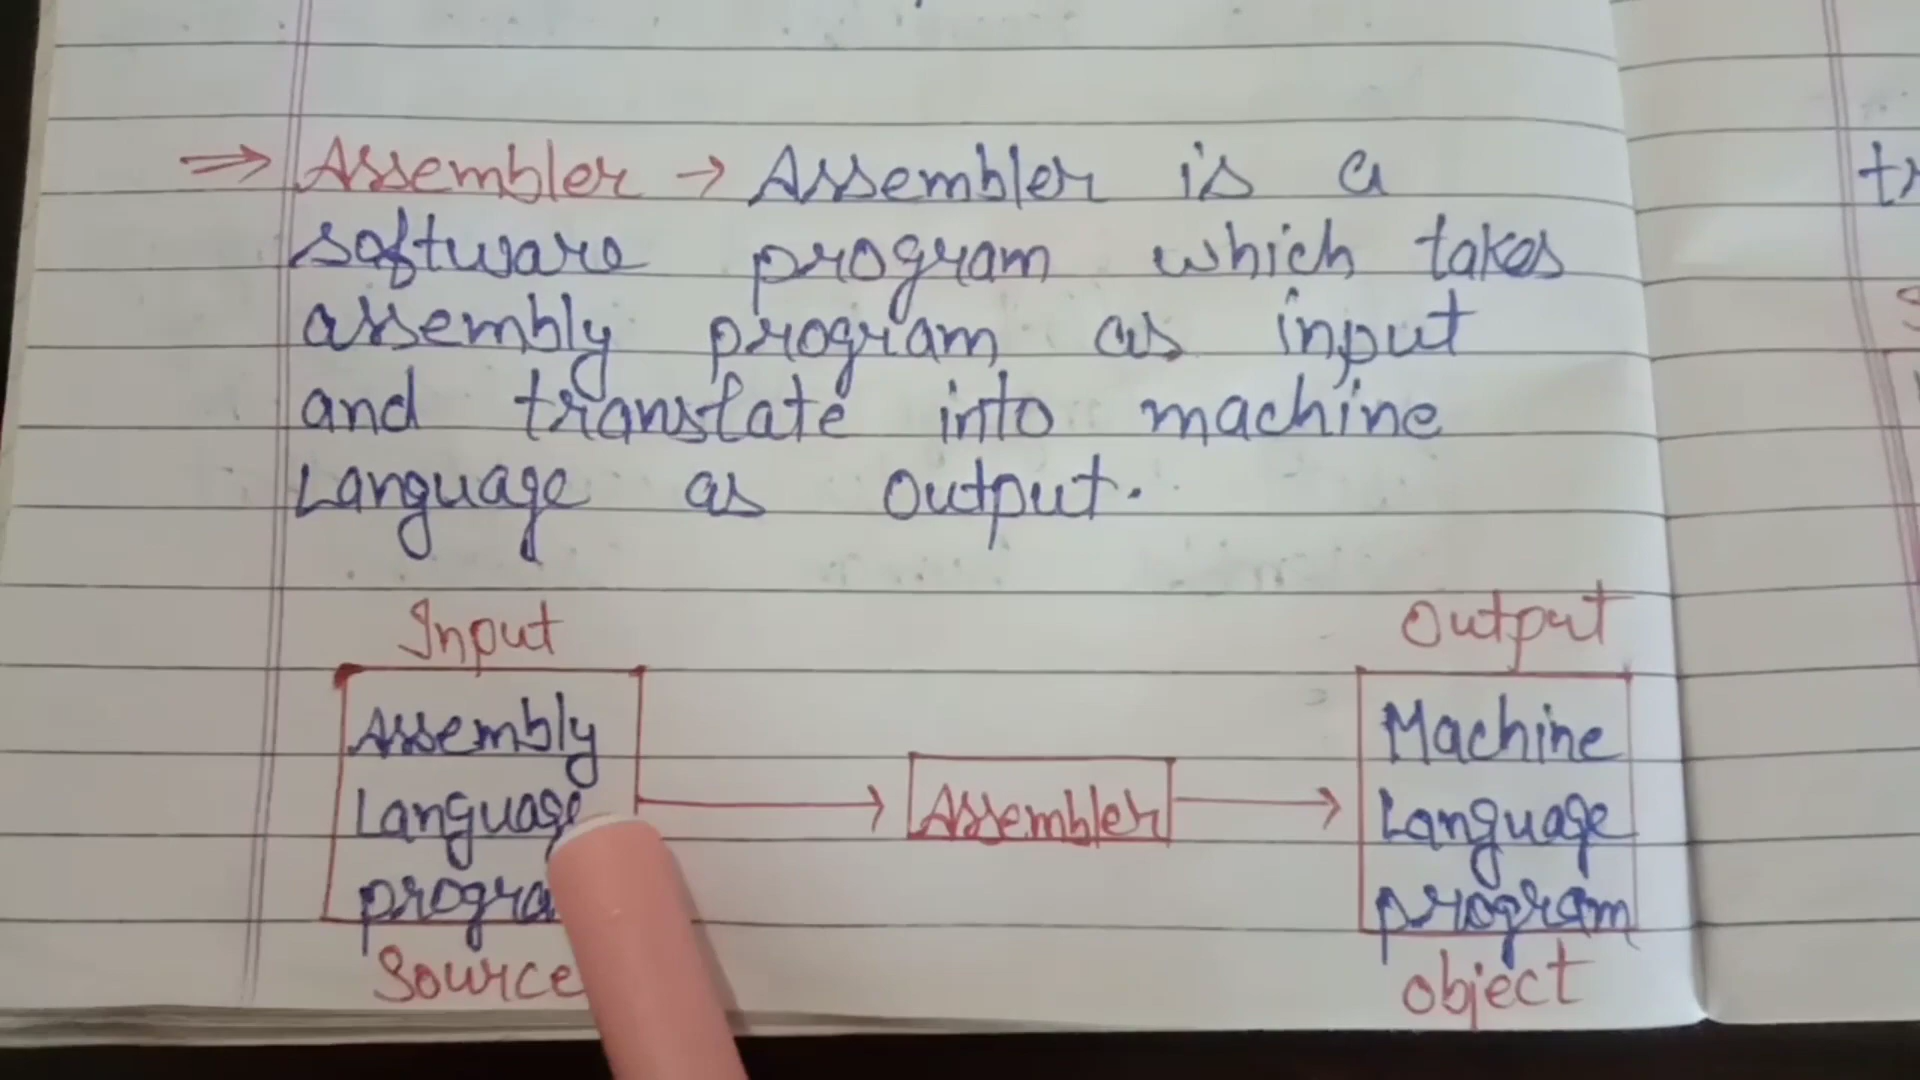 ⇒ Assembler → Assembler is a
software program which takes
assembly program as input
and translate into machine
Language as output.
Input
Output
Assembly
Language
Source
Assembler
Machine
Language
program
object